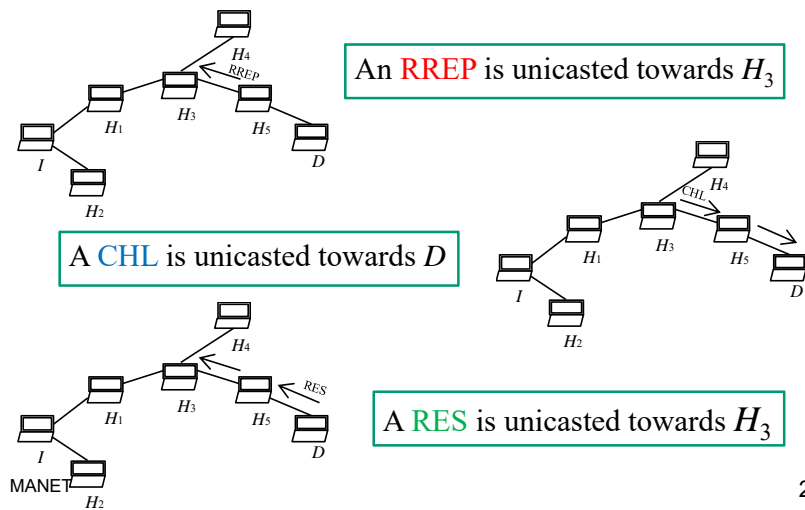 H4
RREP
An RREP is unicasted towards H3
H1
H3
H5
I
D
H2
H4
CHL
A CHL is unicasted towards D
H1
H3
H5
I
D
H2
H4
RES
H1
H3
H5
A RES is unicasted towards H3
I
D
MANET
H2
2